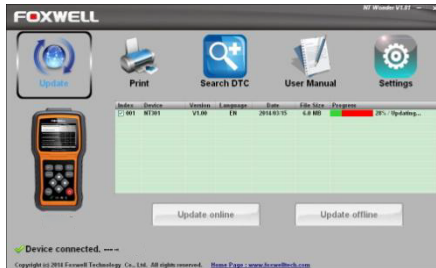 NT Wonder V1.01
FOXWELL
Update
Print
Search DTC
User Manual
Settings
Index Device Version Language Date File Size Progress
001 NT301 V1.00 EN 2014/03/15 6.0 MB 28% / Updating...
Update online
Update offline
Device connected. -----
Copyright (c) 2014 Foxwell Technology Co., Ltd. All rights reserved. Home Page : www.foxwelltech.com